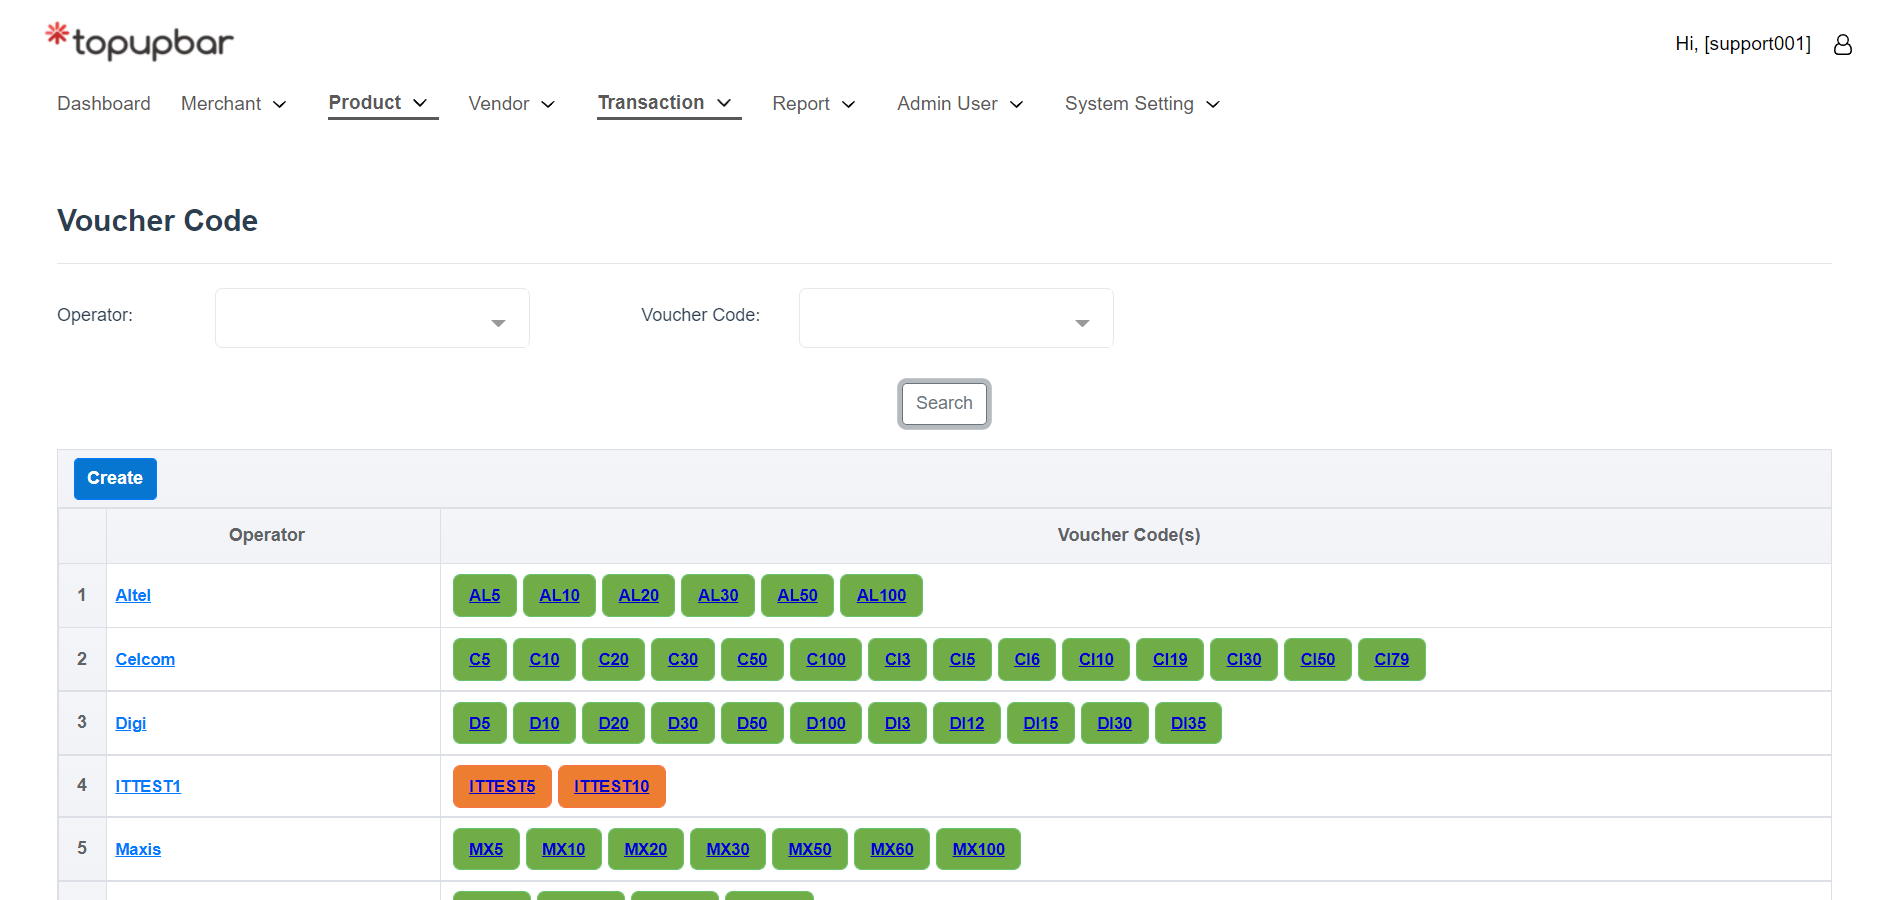 *topupbar
Hi, [support001]
Dashboard Merchant Product Vendor Transaction Report Admin User System Setting
Voucher Code
Operator: Voucher Code:
Search
Create
Operator Voucher Code(s)
1 Altel AL5 AL10 AL20 AL30 AL50 AL100
2 Celcom C5 C10 C20 C30 C50 C100 CI3 CI5 CI6 CI10 CI19 CI30 CI50 CI79
3 Digi D5 D10 D20 D30 D50 D100 DI3 DI12 DI15 DI30 DI35
4 ITTEST1 ITTEST5 ITTEST10
5 Maxis MX5 MX10 MX20 MX30 MX50 MX60 MX100